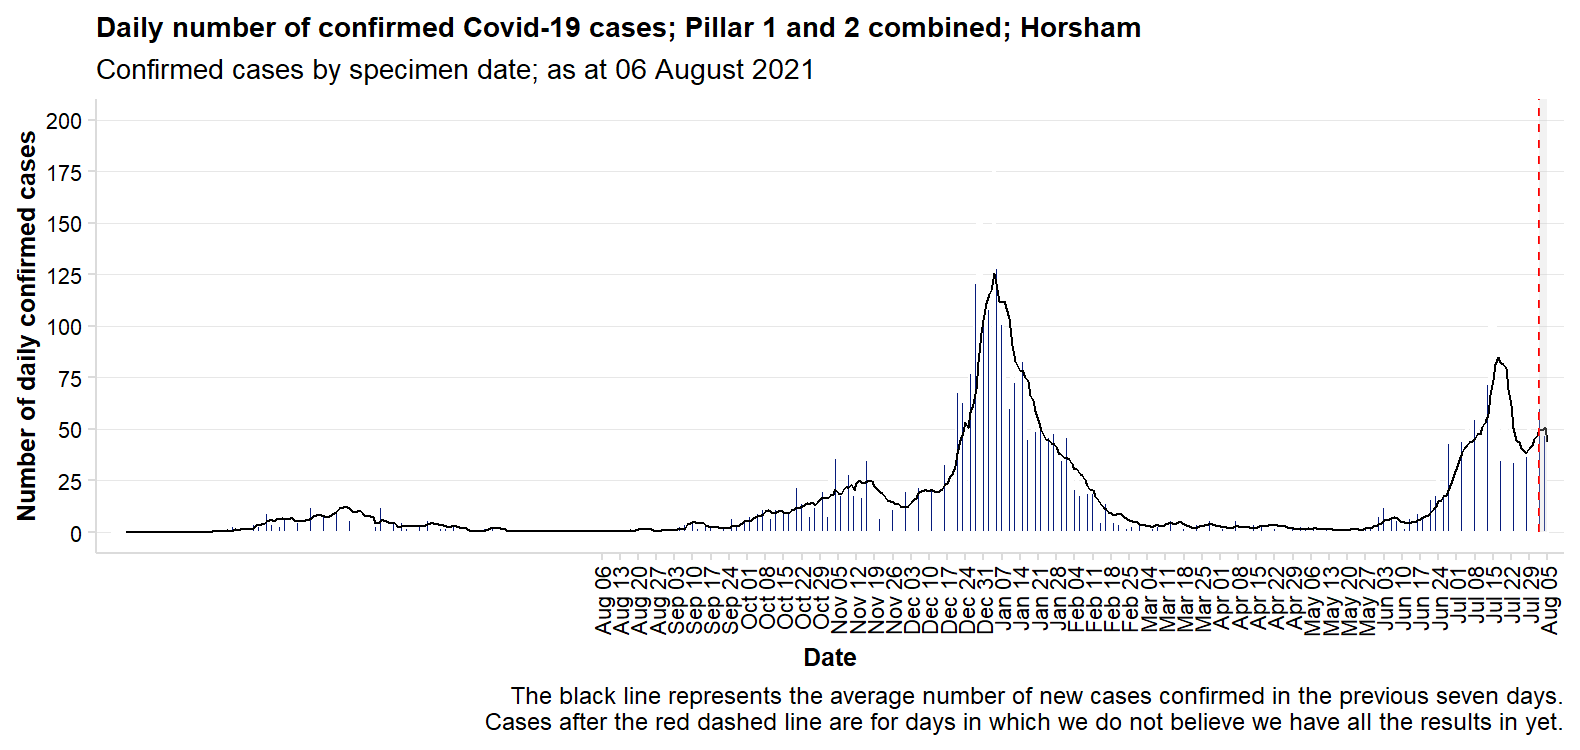 Daily number of confirmed Covid-19 cases; Pillar 1 and 2 combined; Horsham
Confirmed cases by specimen date; as at 06 August 2021
Number of daily confirmed cases
200
175
150
125
100
75
50
25
0
Aug 06
Aug 13
Aug 20
Aug 27
Sep 03
Sep 10
Sep 17
Sep 24
Oct 01
Oct 08
Oct 15
Oct 22
Oct 29
Nov 05
Nov 12
Nov 19
Nov 26
Dec 03
Dec 10
Dec 17
Dec 24
Dec 31
Jan 07
Jan 14
Jan 21
Jan 28
Feb 04
Feb 11
Feb 18
Feb 25
Mar 04
Mar 11
Mar 18
Mar 25
Apr 01
Apr 08
Apr 15
Apr 22
Apr 29
May 06
May 13
May 20
May 27
Jun 03
Jun 10
Jun 17
Jun 24
Jul 01
Jul 08
Jul 15
Jul 22
Jul 29
Aug 05
Date
The black line represents the average number of new cases confirmed in the previous seven days.
Cases after the red dashed line are for days in which we do not believe we have all the results in yet.